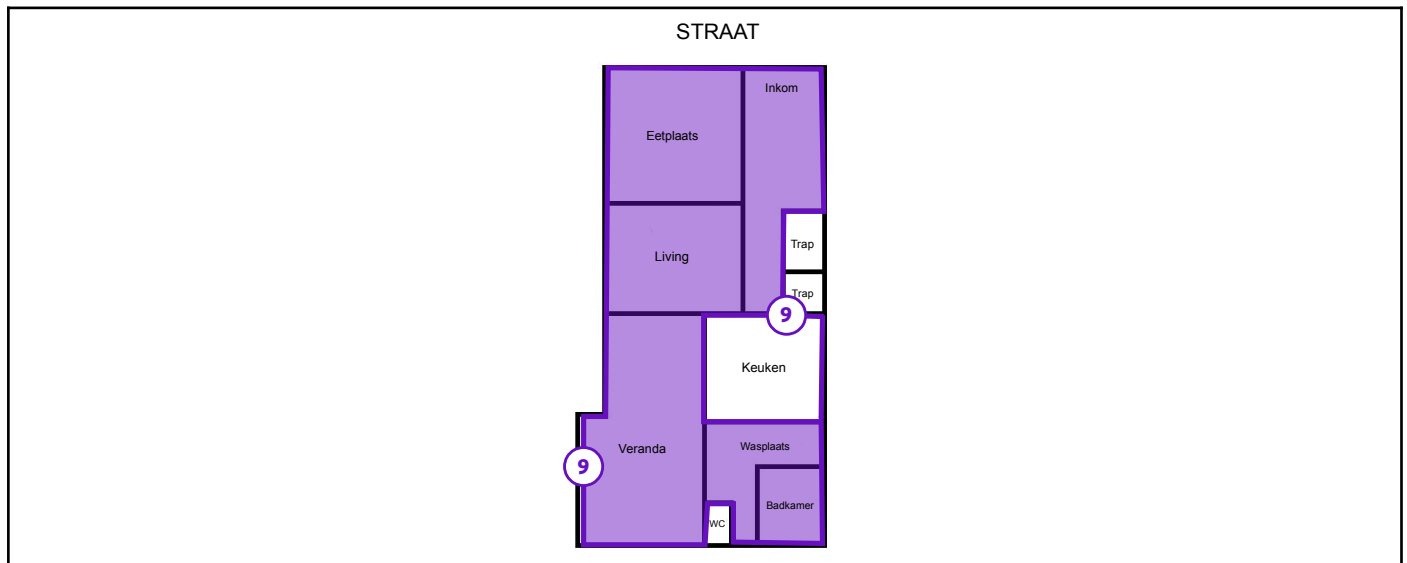 STRAAT
Inkom
Eetplaats
Trap
Living
Trap
9
Keuken
Veranda
Wasplaats
9
Badkamer
WC